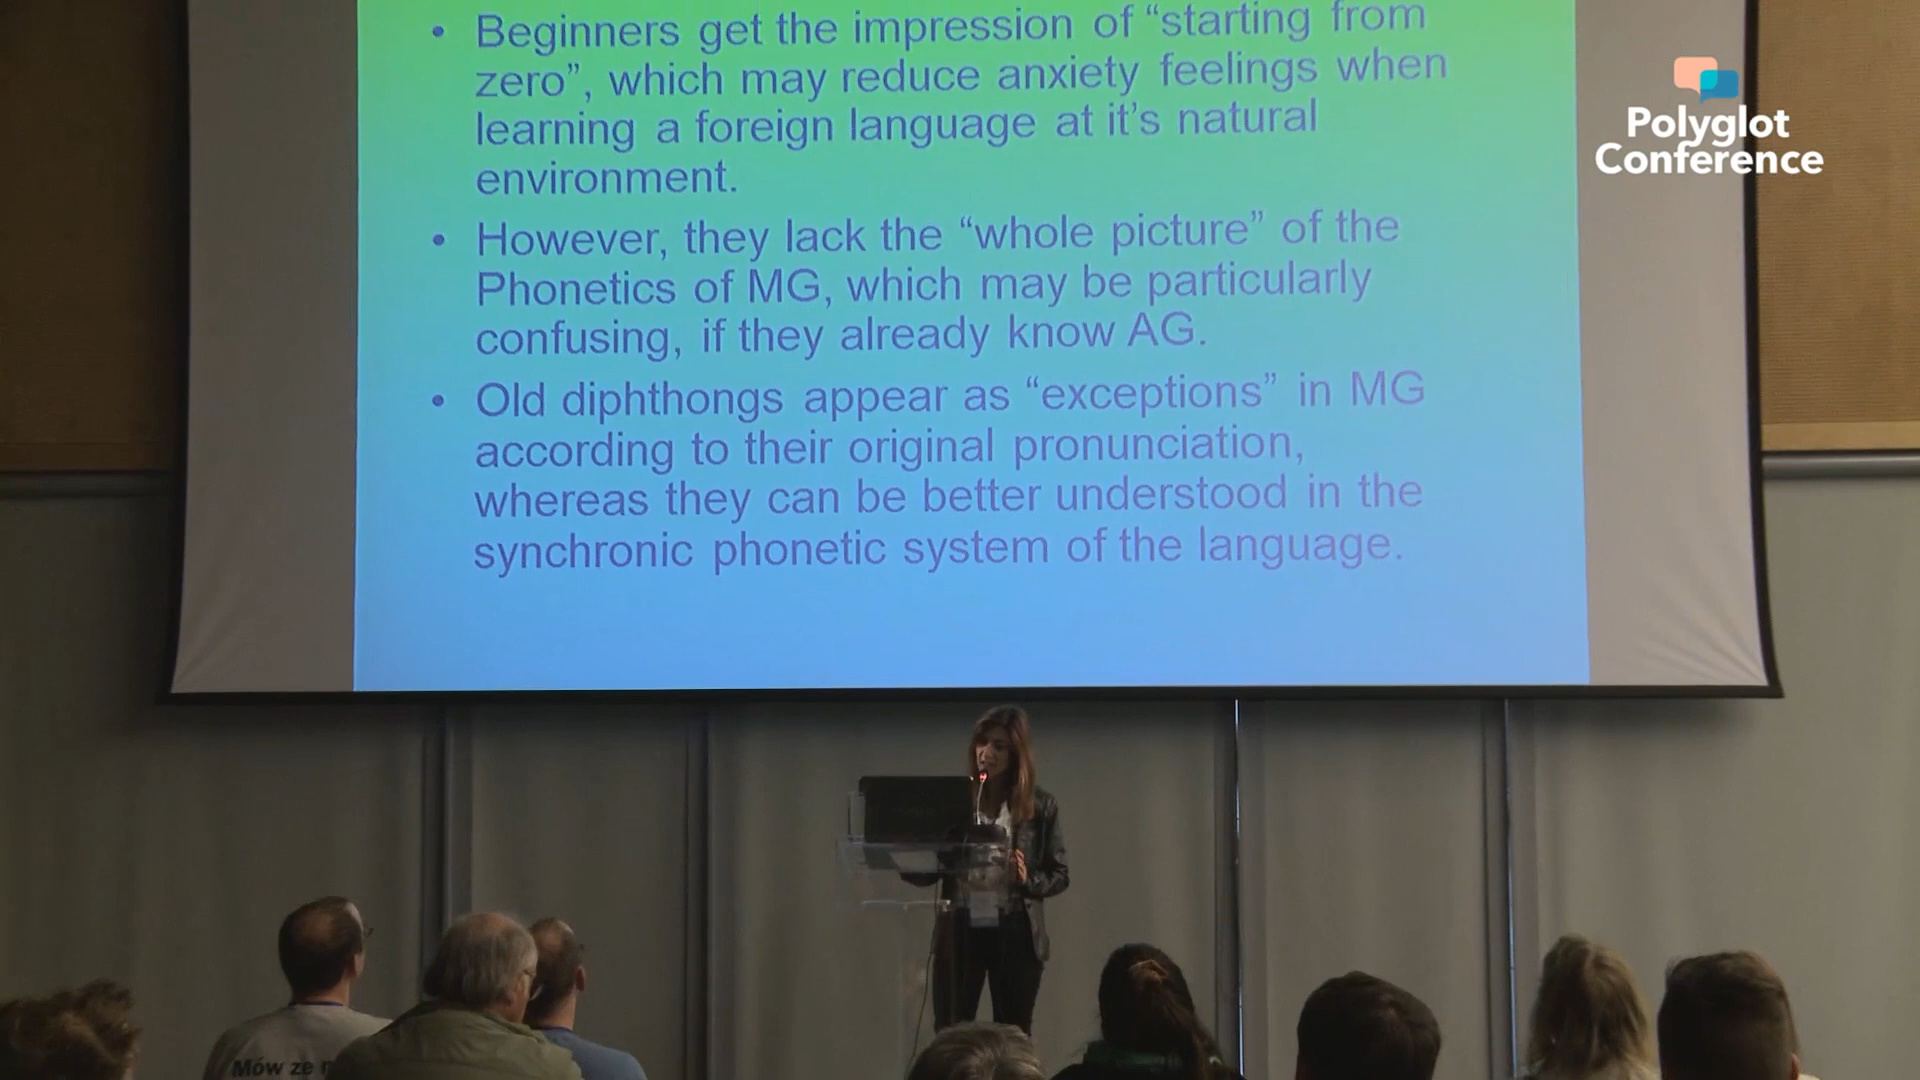 • Beginners get the impression of “starting from
zero”, which may reduce anxiety feelings when
learning a foreign language at it’s natural
environment.
• However, they lack the “whole picture” of the
Phonetics of MG, which may be particularly
confusing, if they already know AG.
• Old diphthongs appear as “exceptions” in MG
according to their original pronunciation,
whereas they can be better understood in the
synchronic phonetic system of the language.
Polyglot
Conference
Mów ze